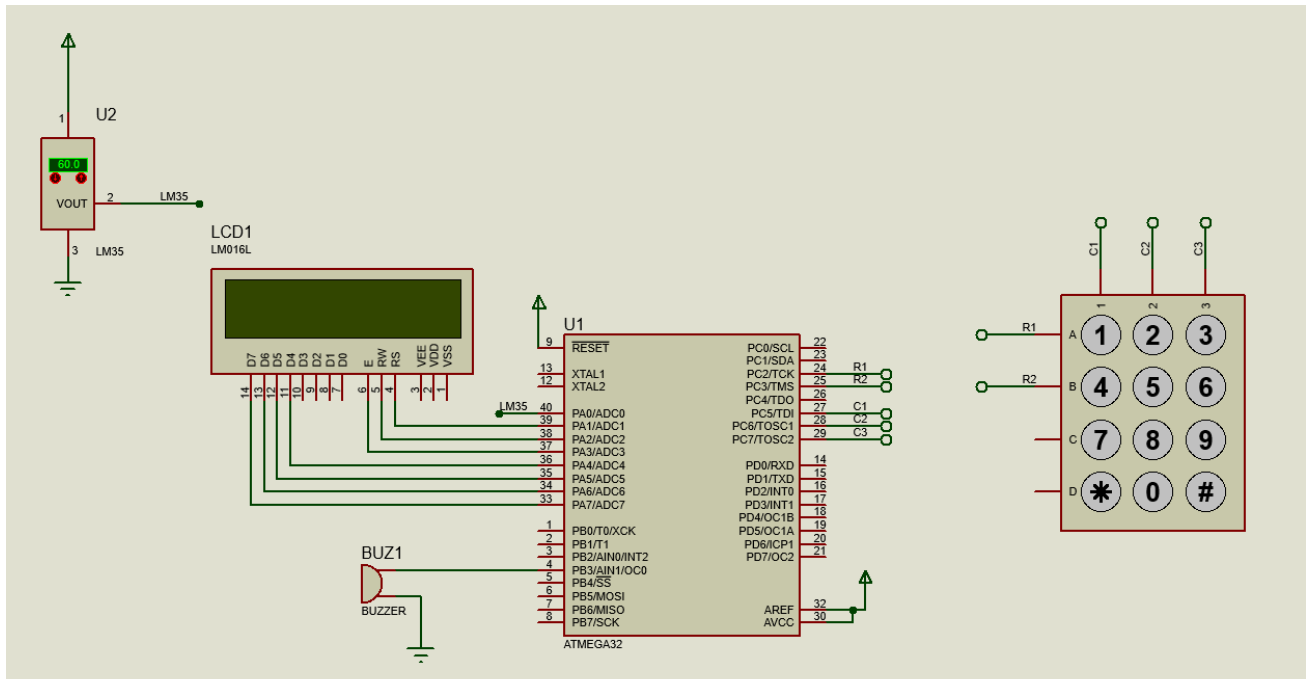 U2
1
60.0
VOUT
2
LM35
3
LM35
LCD1
LM016L
D7 D6 D5 D4 D3 D2 D1 D0 E RW RS VEE VDD VSS
14 13 12 11 10 9 8 7 6 5 4 3 2 1
U1
9 RESET PC0/SCL 22
PC1/SDA 23
13 XTAL1 PC2/TCK 24 R1
12 XTAL2 PC3/TMS 25 R2
PC4/TDO 26
LM35 40 PA0/ADC0 PC5/TDI 27 C1
39 PA1/ADC1 PC6/TOSC1 28 C2
38 PA2/ADC2 PC7/TOSC2 29 C3
37 PA3/ADC3
36 PA4/ADC4 PD0/RXD 14
35 PA5/ADC5 PD1/TXD 15
34 PA6/ADC6 PD2/INT0 16
33 PA7/ADC7 PD3/INT1 17
PD4/OC1B 18
1 PB0/T0/XCK PD5/OC1A 19
2 PB1/T1 PD6/ICP1 20
3 PB2/AIN0/INT2 PD7/OC2 21
4 PB3/AIN1/OC0
5 PB4/SS
6 PB5/MOSI
7 PB6/MISO AREF 32
8 PB7/SCK AVCC 30
ATMEGA32
BUZ1
BUZZER
C1 C2 C3
1 2 3
R1 A 1 2 3
R2 B 4 5 6
C 7 8 9
D * 0 #